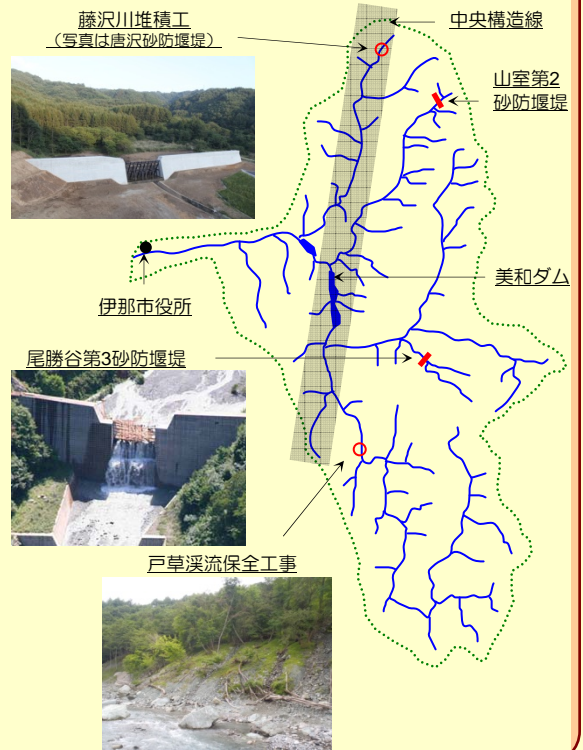 藤沢川堆積工
（写真は唐沢砂防堰堤）
中央構造線
山室第2
砂防堰堤
美和ダム
伊那市役所
尾勝谷第3砂防堰堤
戸草渓流保全工事